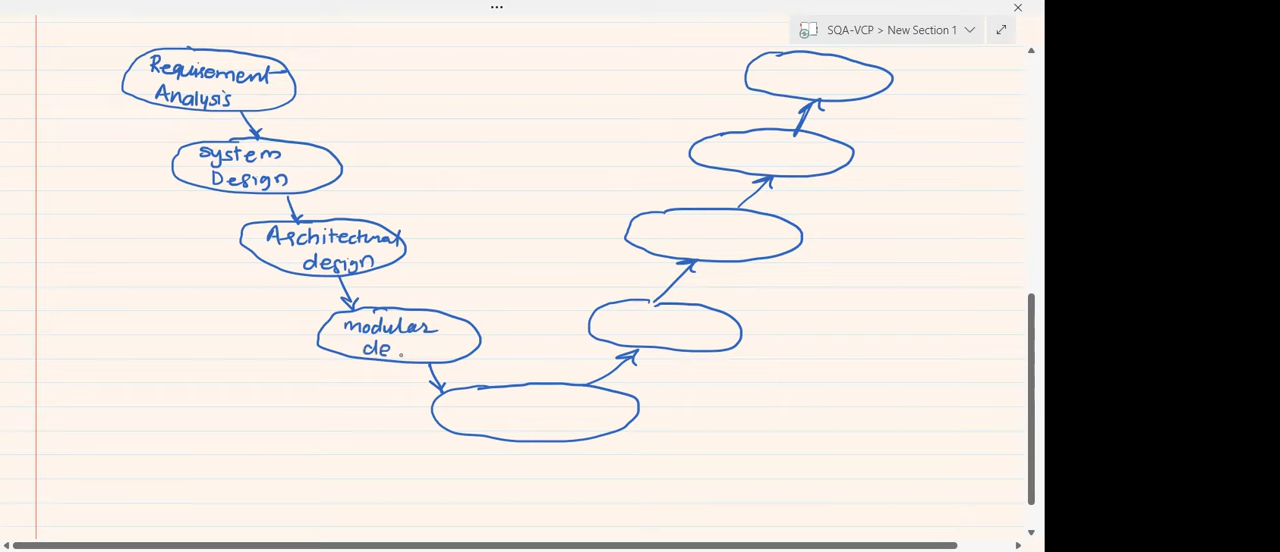 SQA-VCP > New Section 1
Requirement
Analysis
system
Design
Architectural
design
modular
de